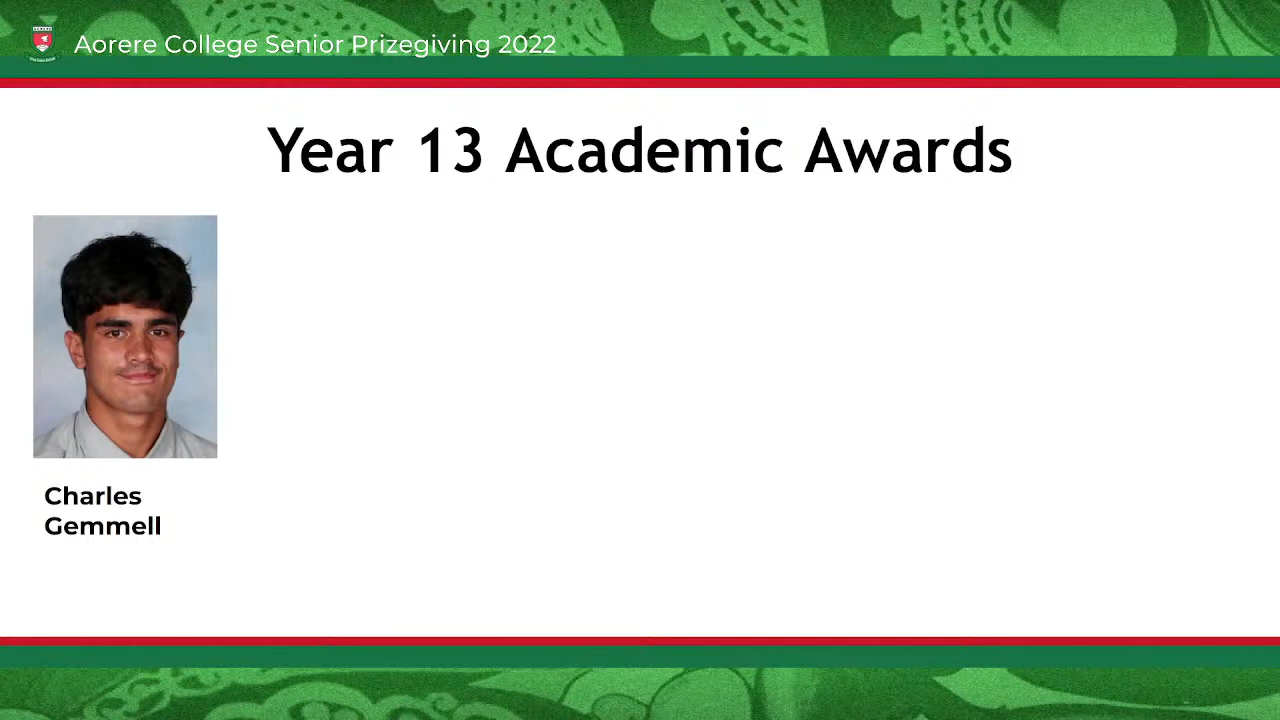 Aorere College Senior Prizegiving 2022
Year 13 Academic Awards
Charles
Gemmell